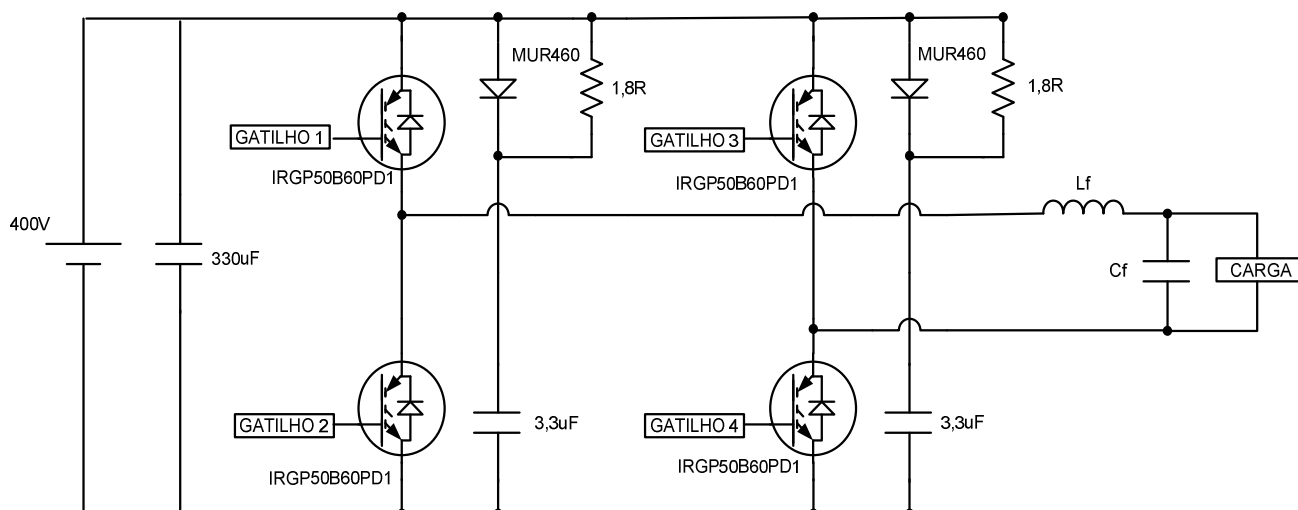 MUR460
MUR460
1,8R
1,8R
GATILHO 1
GATILHO 3
IRGP50B60PD1
IRGP50B60PD1
Lf
400V
330uF
Cf
CARGA
GATILHO 2
3,3uF
GATILHO 4
3,3uF
IRGP50B60PD1
IRGP50B60PD1